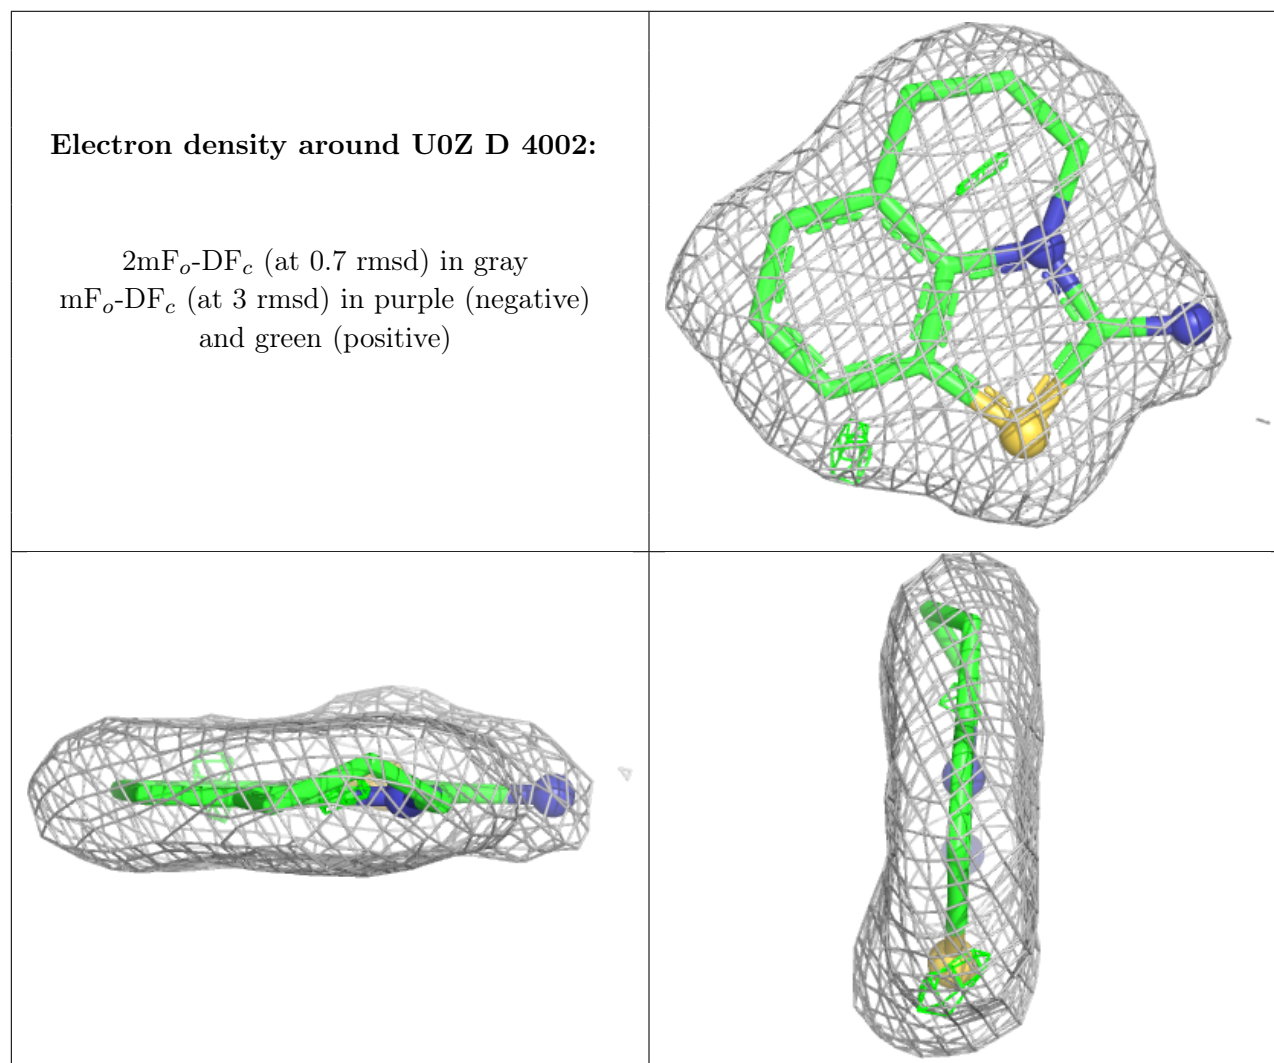 Electron density around U0Z D 4002:
2mFo-DFc (at 0.7 rmsd) in gray
mFo-DFc (at 3 rmsd) in purple (negative)
and green (positive)